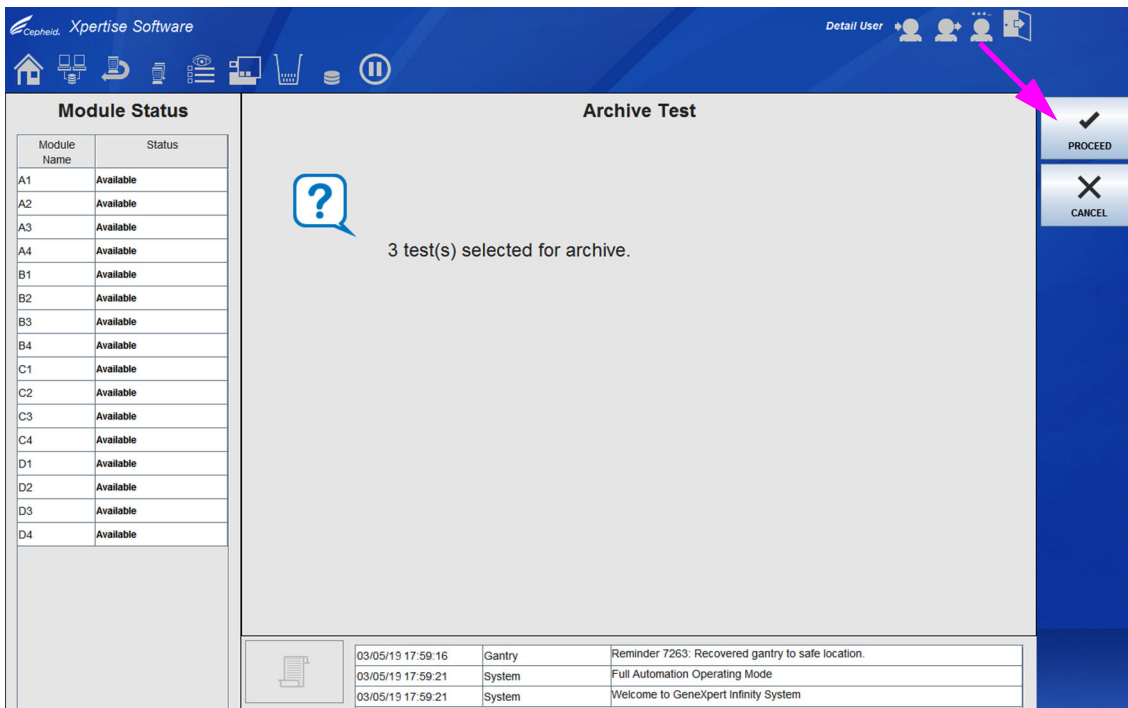 Cepheid. Xpertise Software
Detail User
Module Status
Module Name Status
A1 Available
A2 Available
A3 Available
A4 Available
B1 Available
B2 Available
B3 Available
B4 Available
C1 Available
C2 Available
C3 Available
C4 Available
D1 Available
D2 Available
D3 Available
D4 Available
Archive Test
3 test(s) selected for archive.
PROCEED
CANCEL
03/05/19 17:59:16 Gantry Reminder 7263: Recovered gantry to safe location.
03/05/19 17:59:21 System Full Automation Operating Mode
03/05/19 17:59:21 System Welcome to GeneXpert Infinity System